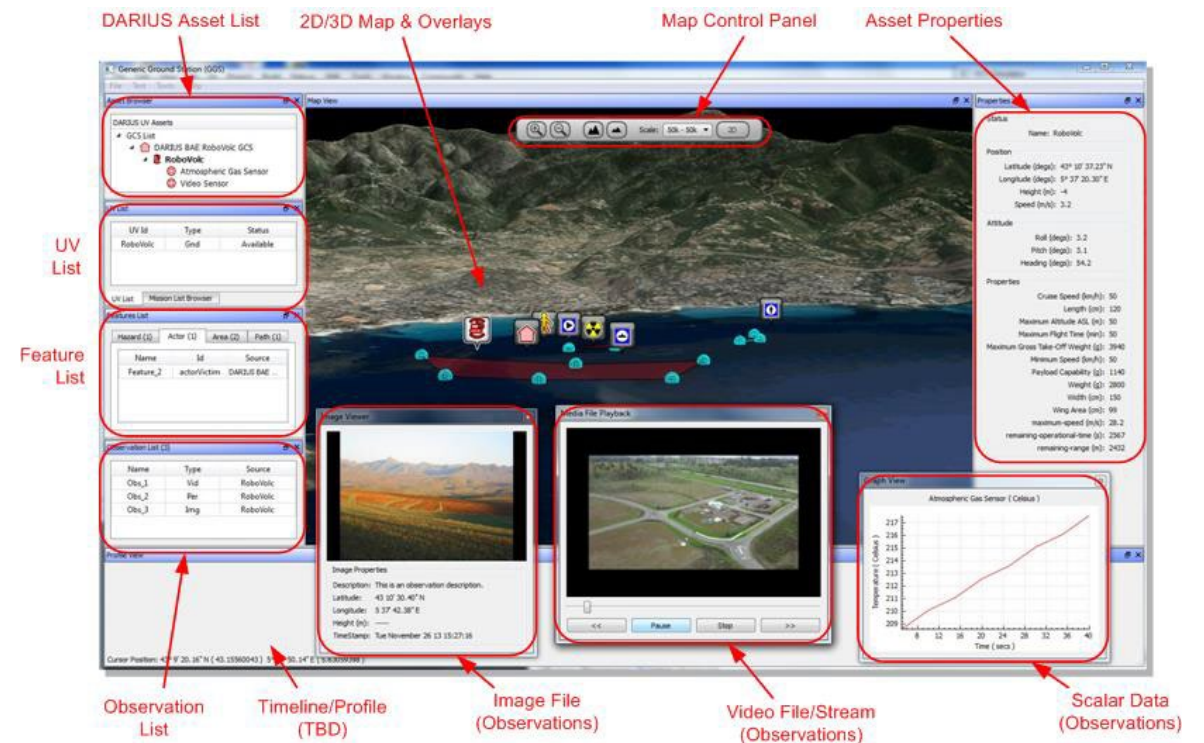 DARIUS Asset List
2D/3D Map & Overlays
Map Control Panel
Asset Properties
Generic Ground Station (GGS)
Asset Browser
Map View
DARIUS UV Assets
GCS List
DARIUS BAE RoboVolc GCS
RoboVolc
Atmospheric Gas Sensor
Video Sensor
Scale: 50k - 50k
2D
Status
Name: RoboVolc
Position
Latitude (degs): 43° 10' 37.23" N
Longitude (degs): 5° 37' 20.30" E
Height (m): -4
Speed (m/s): 3.2
Attitude
Roll (degs): 3.2
Pitch (degs): 3.1
Heading (degs): 54.2
Properties
Cruise Speed (km/h): 50
Length (cm): 120
Maximum Altitude ASL (m): 50
Maximum Flight Time (min): 50
Maximum Gross Take-Off Weight (g): 3940
Minimum Speed (km/h): 50
Payload Capability (g): 1140
Weight (g): 2800
Width (cm): 150
Wing Area (cm): 99
maximum-speed (m/s): 28.2
remaining-operational-time (s): 2567
remaining-range (m): 2432
UV
List
UV List
UV Id Type Status
RoboVolc Gnd Available
UV List Mission List Browser
Feature
List
Features List
Hazard (1) Actor (1) Area (2) Path (1)
Name Id Source
Feature_2 actorVictim DARIUS BAE ...
Observation List (3)
Name Type Source
Obs_1 Vid RoboVolc
Obs_2 Per RoboVolc
Obs_3 Img RoboVolc
Image Viewer
Image Properties
Description: This is an observation description.
Latitude: 43 10' 30.40" N
Longitude: 5 37' 42.38" E
Height (m): -----
TimeStamp: Tue November 26 13 15:27:16
Media File Playback
<< Pause Stop >>
Graph View
Atmospheric Gas Sensor ( Celsius )
Temperature ( Celsius )
217
216
215
214
213
212
211
210
209
8 12 16 20 24 28 32 36 40
Time ( secs )
Profile View
Cursor Position: 43° 9' 20.16" N ( 43.15560043 )
Observation
List
Timeline/Profile
(TBD)
Image File
(Observations)
Video File/Stream
(Observations)
Scalar Data
(Observations)